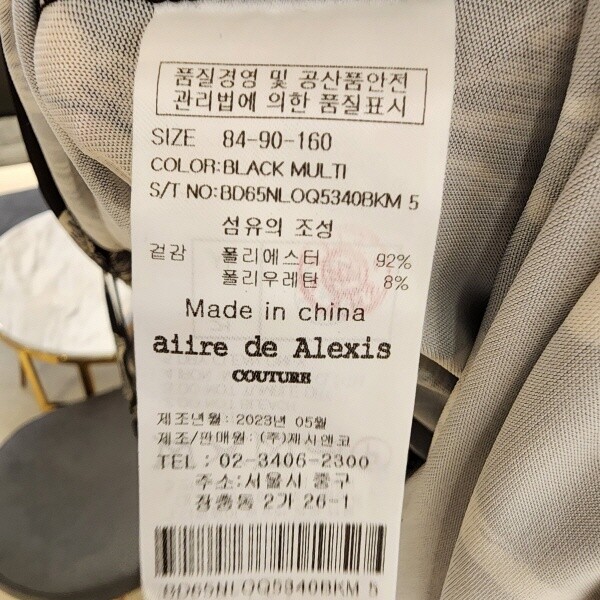 품질경영 및 공산품안전
관리법에 의한 품질표시
SIZE 84-90-160
COLOR:BLACK MULTI
S/T NO:BD65NLOQ5340BKM 5
섬유의 조성
겉감 폴리에스터 92%
폴리우레탄 8%
Made in china
aiire de Alexis
COUTURE
제조년월 : 2023년 05월
제조/판매원 : (주)제시앤코
TEL : 02-3406-2300
주소:서울시 중구
장충동 2가 26-1
BD65NLOQ5340BKM 5